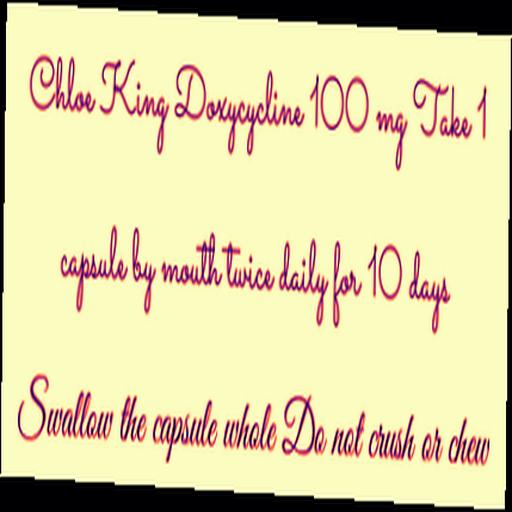 Chloe King Doxycycline 100 mg Take 1
capsule by mouth twice daily for 10 days
Swallow the capsule whole Do not crush or chew